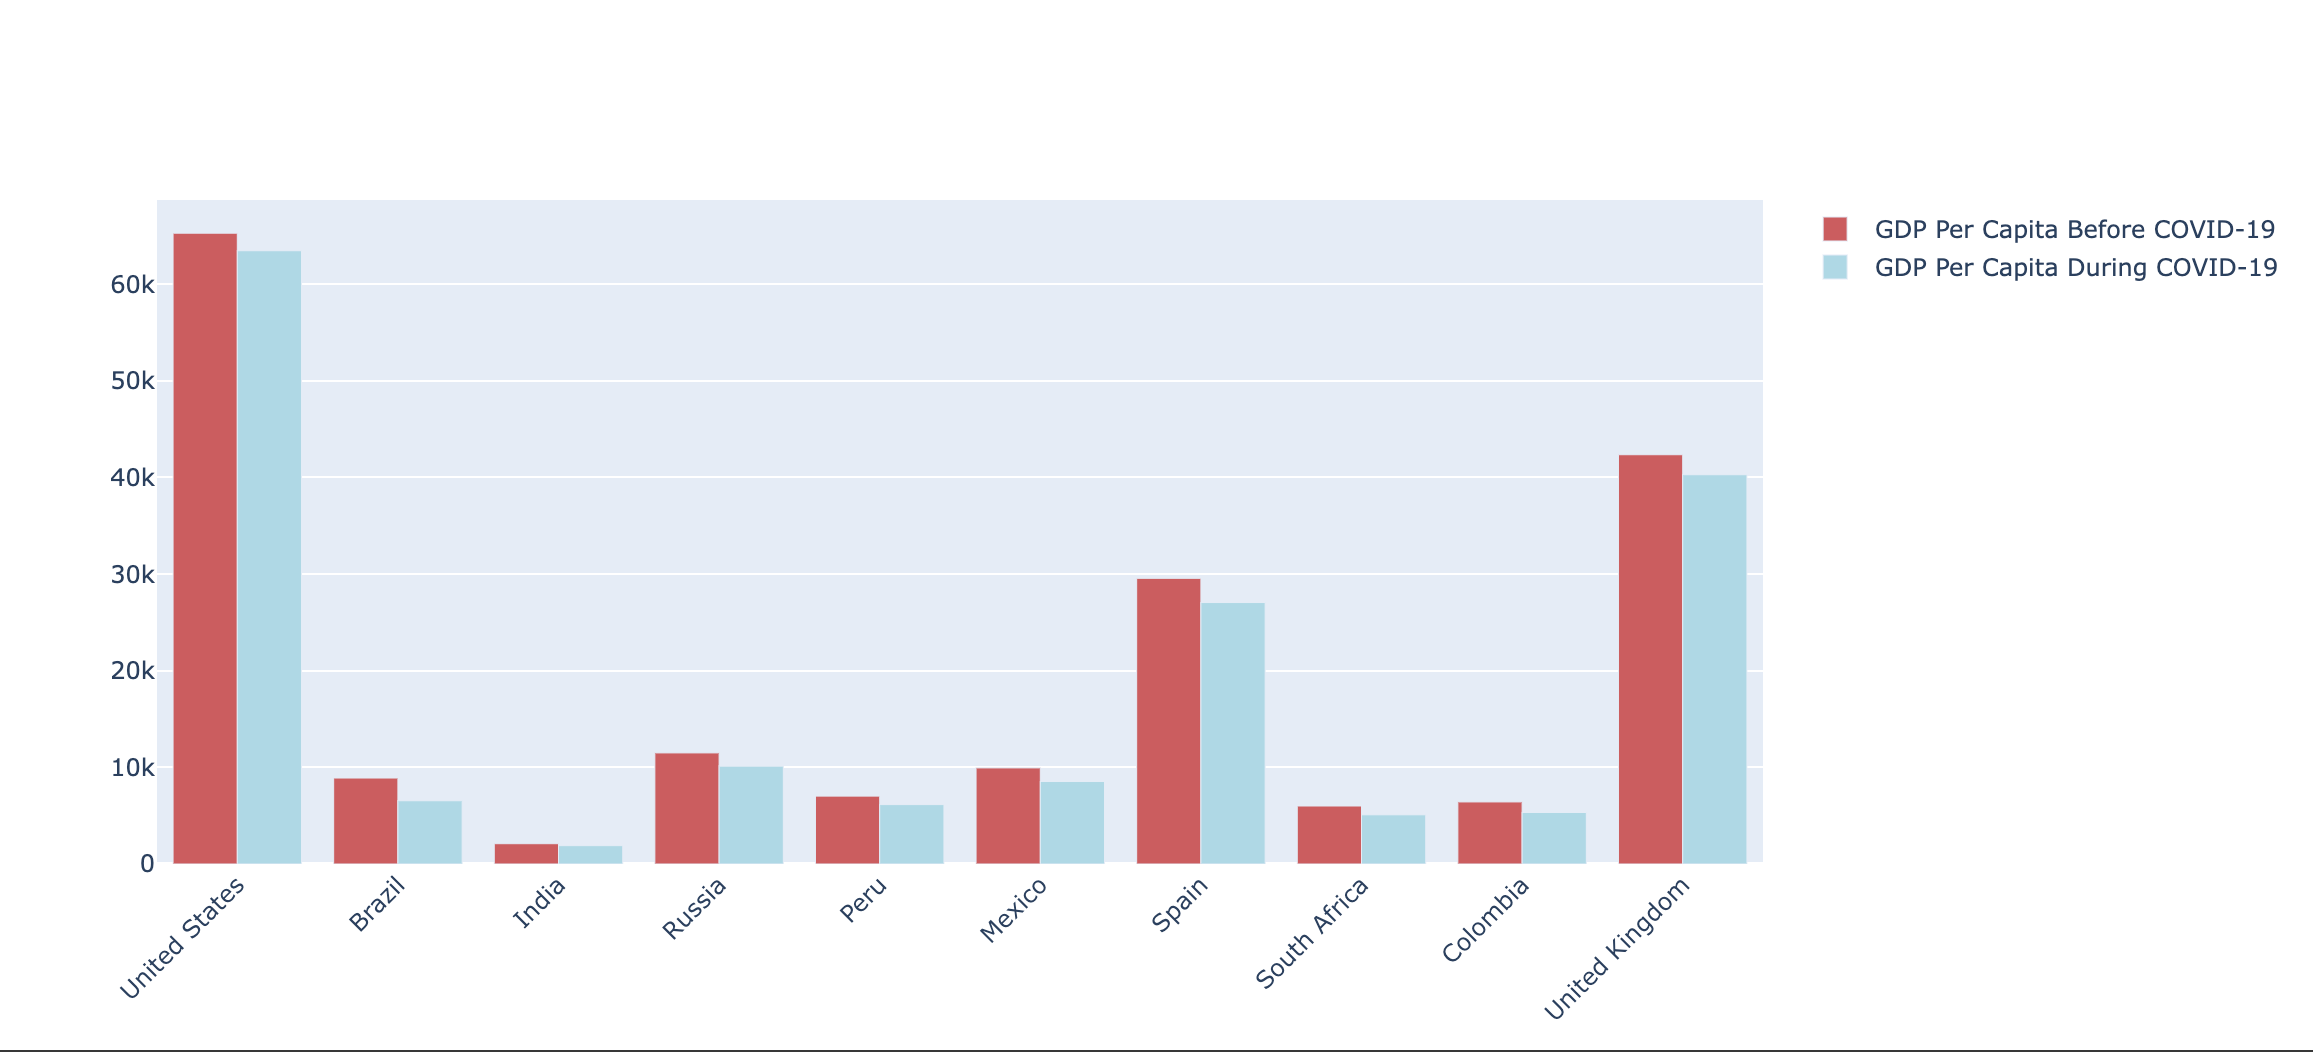 GDP Per Capita Before COVID-19
GDP Per Capita During COVID-19
60k
50k
40k
30k
20k
10k
0
United States
Brazil
India
Russia
Peru
Mexico
Spain
South Africa
Colombia
United Kingdom